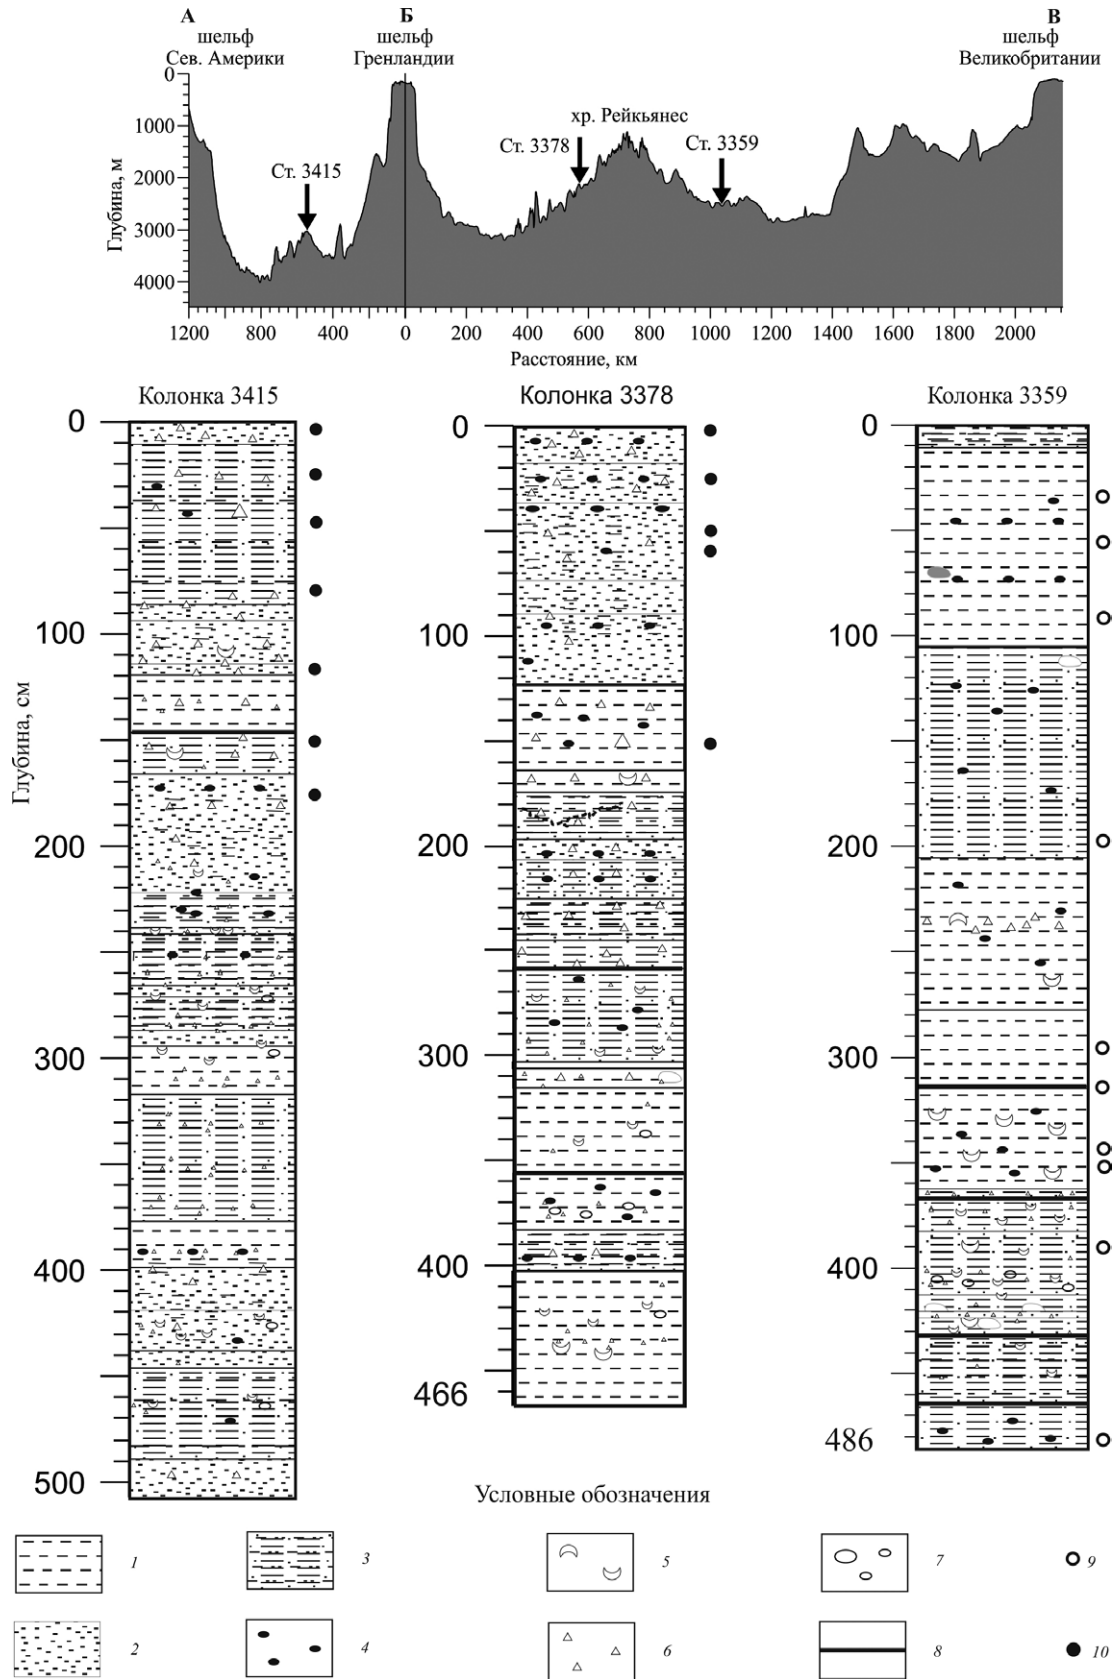 А
Б
В
шельф
Сев. Америки
шельф
Гренландии
шельф
Великобритании
0
1000
2000
3000
4000
Глубина, м
Ст. 3415
Ст. 3378
хр. Рейкьянес
Ст. 3359
1200 800 400 0 200 400 600 800 1000 1200 1400 1600 1800 2000
Расстояние, км
Колонка 3415
Колонка 3378
Колонка 3359
Глубина, см
0
100
200
300
400
500
0
100
200
300
400
466
0
100
200
300
400
486
Условные обозначения
1
3
5
7
9
2
4
6
8
10